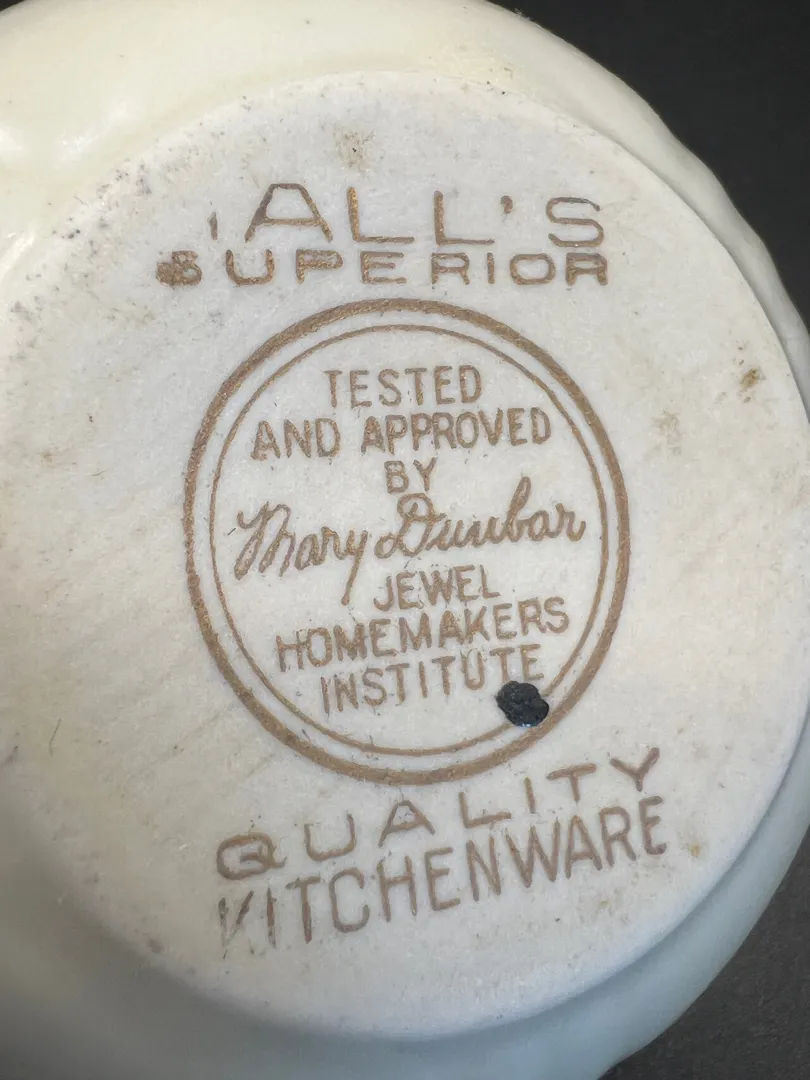 ALL'S
SUPERIOR
TESTED
AND APPROVED
BY
Mary Dunbar
JEWEL
HOMEMAKERS
INSTITUTE
QUALITY
KITCHENWARE